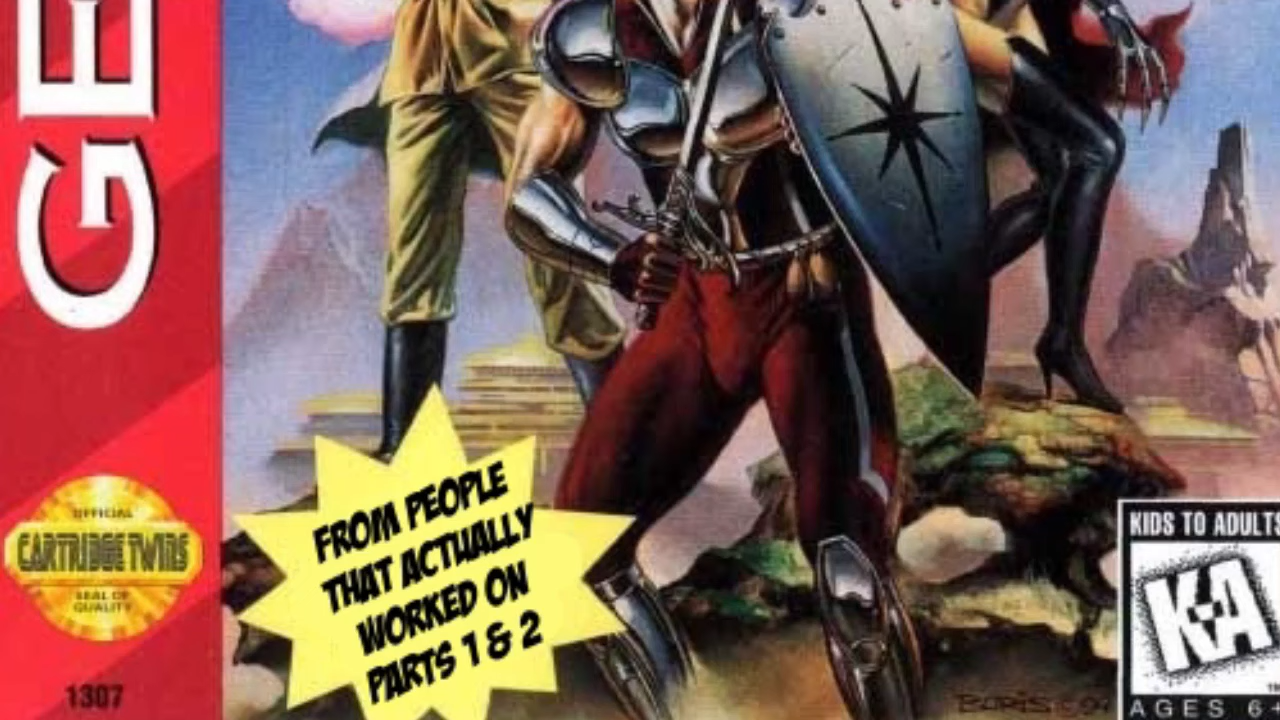 GE
OFFICIAL
CARTRIDGE TWINS
SEAL OF
QUALITY
1307
FROM PEOPLE
THAT ACTUALLY
WORKED ON
PARTS 1 & 2
KIDS TO ADULTS
K-A
AGES 6+
BORIS